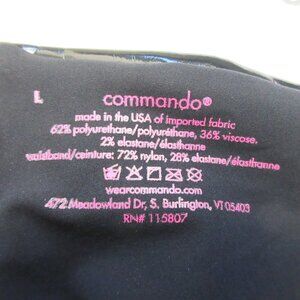 L
commando®
made in the USA of imported fabric
62% polyurethane/polyuréthane, 36% viscose,
2% elastane/élasthanne
waistband/ceinture: 72% nylon, 28% elastane/élasthanne
wearcommando.com
472 Meadowland Dr, S. Burlington, VT 05403
RN# 115807